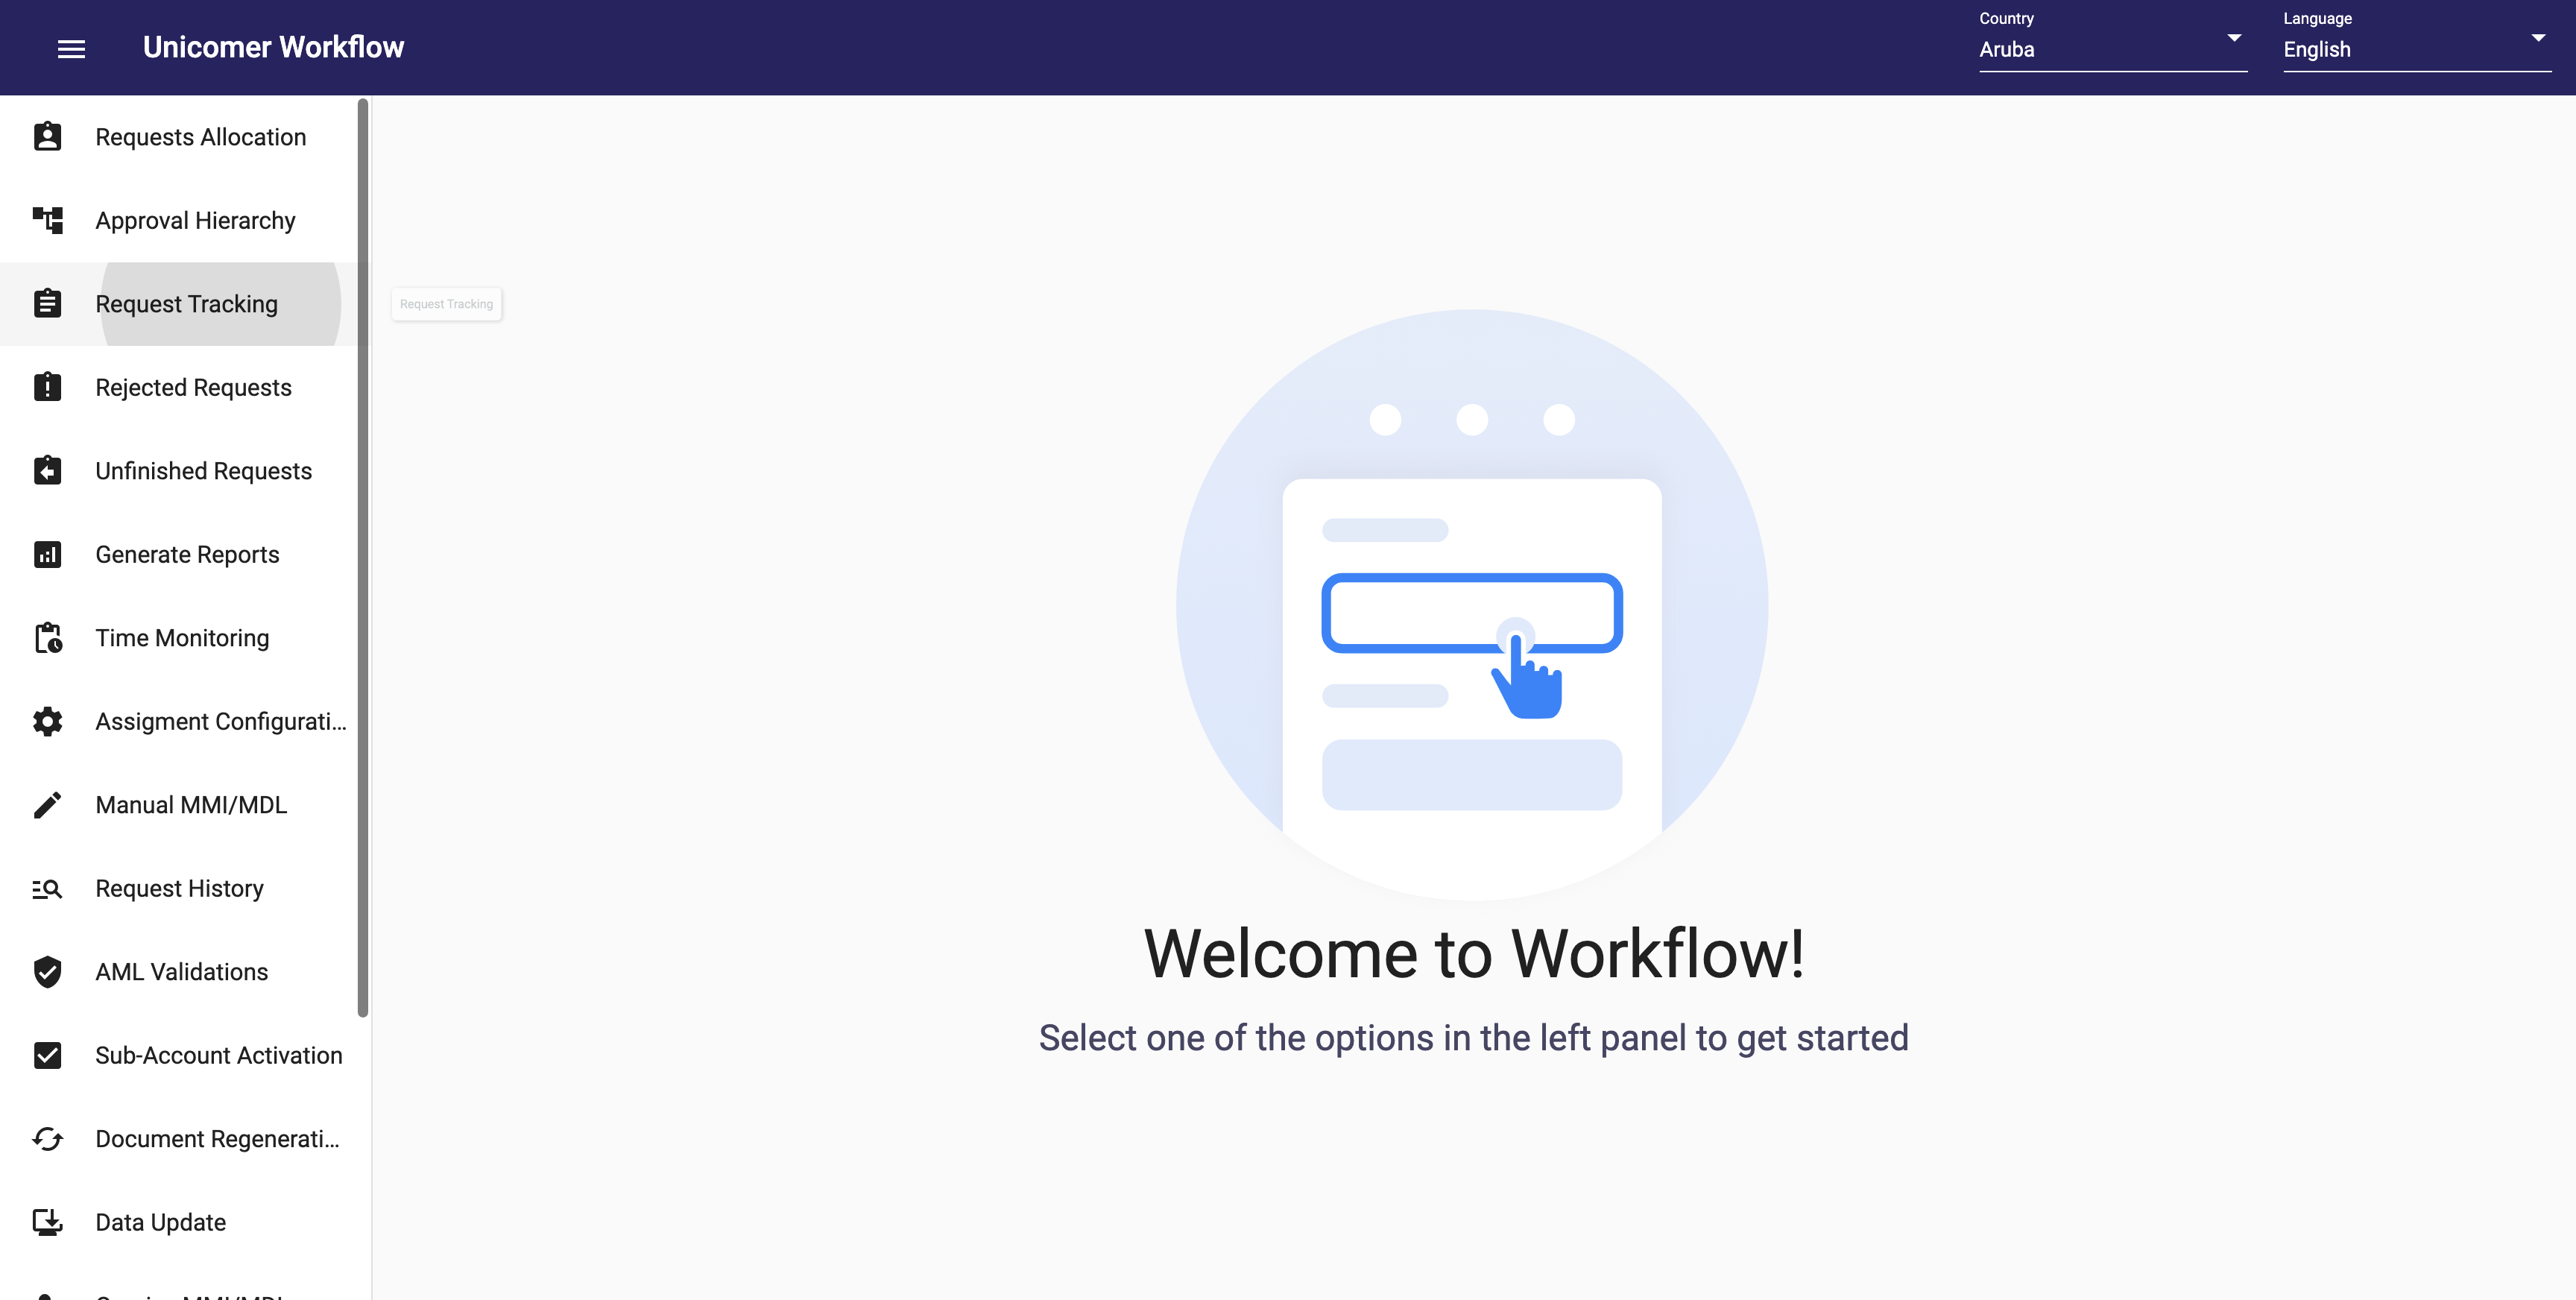 Unicomer Workflow
Country
Aruba
Language
English
Requests Allocation
Approval Hierarchy
Request Tracking
Request Tracking
Rejected Requests
Unfinished Requests
Generate Reports
Time Monitoring
Assigment Configurati...
Manual MMI/MDL
Request History
AML Validations
Sub-Account Activation
Document Regenerati...
Data Update
Welcome to Workflow!
Select one of the options in the left panel to get started